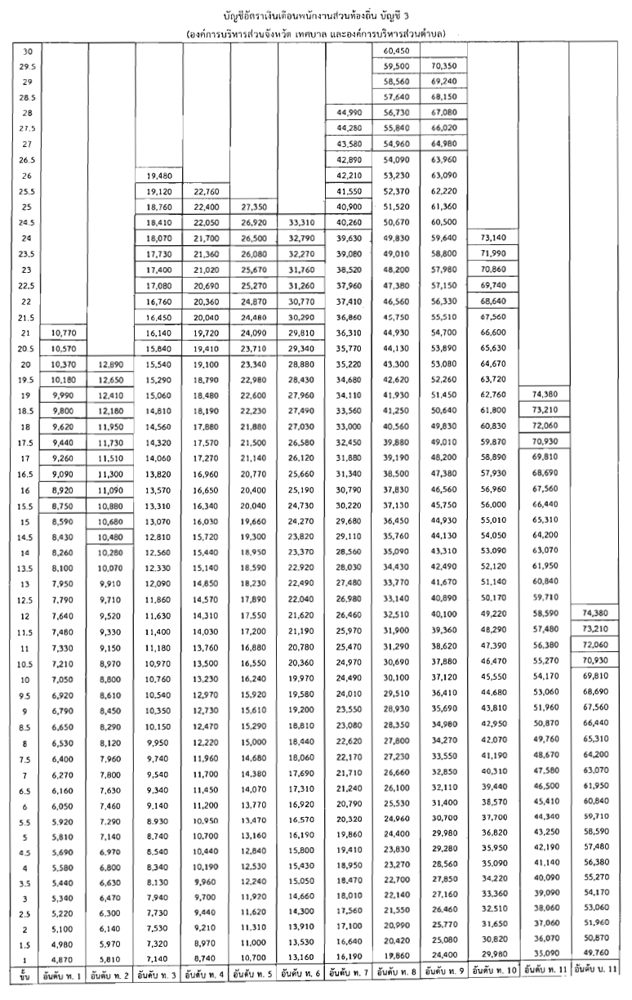 บัญชีอัตราเงินเดือนพนักงานส่วนท้องถิ่น บัญชี 3
(องค์การบริหารส่วนจังหวัด เทศบาล และองค์การบริหารส่วนตำบล)
30 60,450
29.5 59,500 70,350
29 58,560 69,240
28.5 57,640 68,150
28 44,990 56,730 67,080
27.5 44,280 55,840 66,020
27 43,580 54,960 64,980
26.5 42,890 54,090 63,960
26 19,480 42,210 53,230 63,090
25.5 19,120 22,760 41,550 52,370 62,220
25 18,760 22,400 27,350 40,900 51,520 61,360
24.5 18,410 22,050 26,920 33,310 40,260 50,670 60,500
24 18,070 21,700 26,500 32,790 39,630 49,830 59,640 73,140
23.5 17,730 21,360 26,080 32,270 39,080 49,010 58,800 71,990
23 17,400 21,020 25,670 31,760 38,520 48,200 57,980 70,860
22.5 17,080 20,690 25,270 31,260 37,960 47,380 57,150 69,740
22 16,760 20,360 24,870 30,770 37,410 46,560 56,330 68,640
21.5 16,450 20,040 24,480 30,290 36,860 45,750 55,510 67,560
21 10,770 16,140 19,720 24,090 29,810 36,310 44,930 54,700 66,600
20.5 10,570 15,840 19,410 23,710 29,340 35,770 44,130 53,890 65,630
20 10,370 12,890 15,540 19,100 23,340 28,880 35,220 43,300 53,080 64,670
19.5 10,180 12,650 15,290 18,790 22,980 28,430 34,680 42,620 52,260 63,720
19 9,990 12,410 15,060 18,480 22,600 27,960 34,110 41,930 51,450 62,760 74,380
18.5 9,800 12,180 14,810 18,190 22,230 27,490 33,560 41,250 50,640 61,800 73,210
18 9,620 11,950 14,560 17,880 21,880 27,030 33,000 40,560 49,830 60,830 72,060
17.5 9,440 11,730 14,320 17,570 21,500 26,580 32,450 39,880 49,010 59,870 70,930
17 9,260 11,510 14,060 17,270 21,140 26,120 31,880 39,190 48,200 58,890 69,810
16.5 9,090 11,300 13,820 16,960 20,770 25,660 31,340 38,500 47,380 57,930 68,690
16 8,920 11,090 13,570 16,650 20,400 25,190 30,790 37,830 46,560 56,960 67,560
15.5 8,750 10,880 13,310 16,340 20,040 24,730 30,220 37,130 45,750 56,000 66,440
15 8,590 10,680 13,070 16,030 19,660 24,270 29,680 36,450 44,930 55,010 65,310
14.5 8,430 10,480 12,810 15,720 19,300 23,820 29,110 35,760 44,130 54,050 64,200
14 8,260 10,280 12,560 15,440 18,950 23,370 28,560 35,090 43,310 53,090 63,070
13.5 8,100 10,070 12,330 15,140 18,590 22,920 28,030 34,430 42,490 52,120 61,950
13 7,950 9,910 12,090 14,850 18,230 22,490 27,480 33,770 41,670 51,140 60,840
12.5 7,790 9,710 11,860 14,570 17,890 22,040 26,980 33,140 40,890 50,170 59,710
12 7,640 9,520 11,630 14,310 17,550 21,620 26,460 32,510 40,100 49,220 58,590 74,380
11.5 7,480 9,330 11,400 14,030 17,200 21,190 25,970 31,900 39,360 48,290 57,480 73,210
11 7,330 9,150 11,180 13,760 16,880 20,780 25,470 31,290 38,620 47,390 56,380 72,060
10.5 7,210 8,970 10,970 13,500 16,550 20,360 24,970 30,690 37,880 46,470 55,270 70,930
10 7,050 8,800 10,760 13,230 16,240 19,970 24,490 30,100 37,120 45,550 54,170 69,810
9.5 6,920 8,610 10,540 12,970 15,920 19,580 24,010 29,510 36,410 44,680 53,060 68,690
9 6,790 8,450 10,350 12,730 15,610 19,200 23,550 28,930 35,690 43,810 51,960 67,560
8.5 6,650 8,290 10,150 12,470 15,290 18,810 23,080 28,350 34,980 42,950 50,870 66,440
8 6,530 8,120 9,950 12,220 15,000 18,440 22,620 27,800 34,270 42,070 49,760 65,310
7.5 6,400 7,960 9,740 11,960 14,680 18,060 22,170 27,230 33,550 41,190 48,670 64,200
7 6,270 7,800 9,540 11,700 14,380 17,690 21,710 26,660 32,850 40,310 47,580 63,070
6.5 6,160 7,630 9,340 11,450 14,070 17,310 21,240 26,100 32,110 39,440 46,500 61,950
6 6,050 7,460 9,140 11,200 13,770 16,920 20,790 25,530 31,400 38,570 45,410 60,840
5.5 5,920 7,290 8,930 10,950 13,470 16,570 20,320 24,960 30,700 37,700 44,340 59,710
5 5,810 7,140 8,740 10,700 13,160 16,190 19,860 24,400 29,980 36,820 43,250 58,590
4.5 5,690 6,970 8,540 10,440 12,840 15,800 19,410 23,830 29,280 35,950 42,190 57,480
4 5,580 6,800 8,340 10,190 12,530 15,430 18,950 23,270 28,560 35,090 41,140 56,380
3.5 5,440 6,630 8,130 9,960 12,240 15,050 18,470 22,700 27,850 34,220 40,090 55,270
3 5,340 6,470 7,940 9,700 11,920 14,660 18,010 22,140 27,160 33,360 39,090 54,170
2.5 5,220 6,300 7,730 9,440 11,620 14,300 17,560 21,550 26,460 32,510 38,060 53,060
2 5,100 6,140 7,530 9,210 11,310 13,910 17,100 20,990 25,770 31,650 37,060 51,960
1.5 4,980 5,970 7,320 8,970 11,000 13,530 16,640 20,420 25,080 30,820 36,070 50,870
1 4,870 5,810 7,140 8,740 10,700 13,160 16,190 19,860 24,400 29,980 35,090 49,760
ขั้น อันดับ ท. 1 อันดับ ท. 2 อันดับ ท. 3 อันดับ ท. 4 อันดับ ท. 5 อันดับ ท. 6 อันดับ ท. 7 อันดับ ท. 8 อันดับ ท. 9 อันดับ ท. 10 อันดับ ท. 11 อันดับ บ. 11